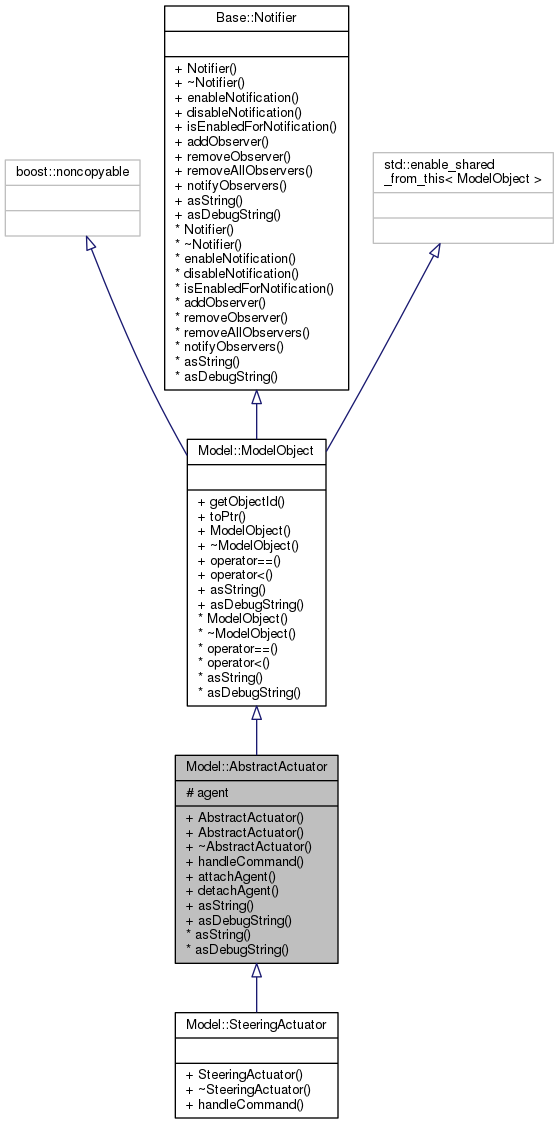 Base::Notifier
+ Notifier()
+ ~Notifier()
+ enableNotification()
+ disableNotification()
+ isEnabledForNotification()
+ addObserver()
+ removeObserver()
+ removeAllObservers()
+ notifyObservers()
+ asString()
+ asDebugString()
* Notifier()
* ~Notifier()
* enableNotification()
* disableNotification()
* isEnabledForNotification()
* addObserver()
* removeObserver()
* removeAllObservers()
* notifyObservers()
* asString()
* asDebugString()
boost::noncopyable
std::enable_shared
_from_this< ModelObject >
Model::ModelObject
+ getObjectId()
+ toPtr()
+ ModelObject()
+ ~ModelObject()
+ operator==()
+ operator<()
+ asString()
+ asDebugString()
* ModelObject()
* ~ModelObject()
* operator==()
* operator<()
* asString()
* asDebugString()
Model::AbstractActuator
# agent
+ AbstractActuator()
+ AbstractActuator()
+ ~AbstractActuator()
+ handleCommand()
+ attachAgent()
+ detachAgent()
+ asString()
+ asDebugString()
* asString()
* asDebugString()
Model::SteeringActuator
+ SteeringActuator()
+ ~SteeringActuator()
+ handleCommand()